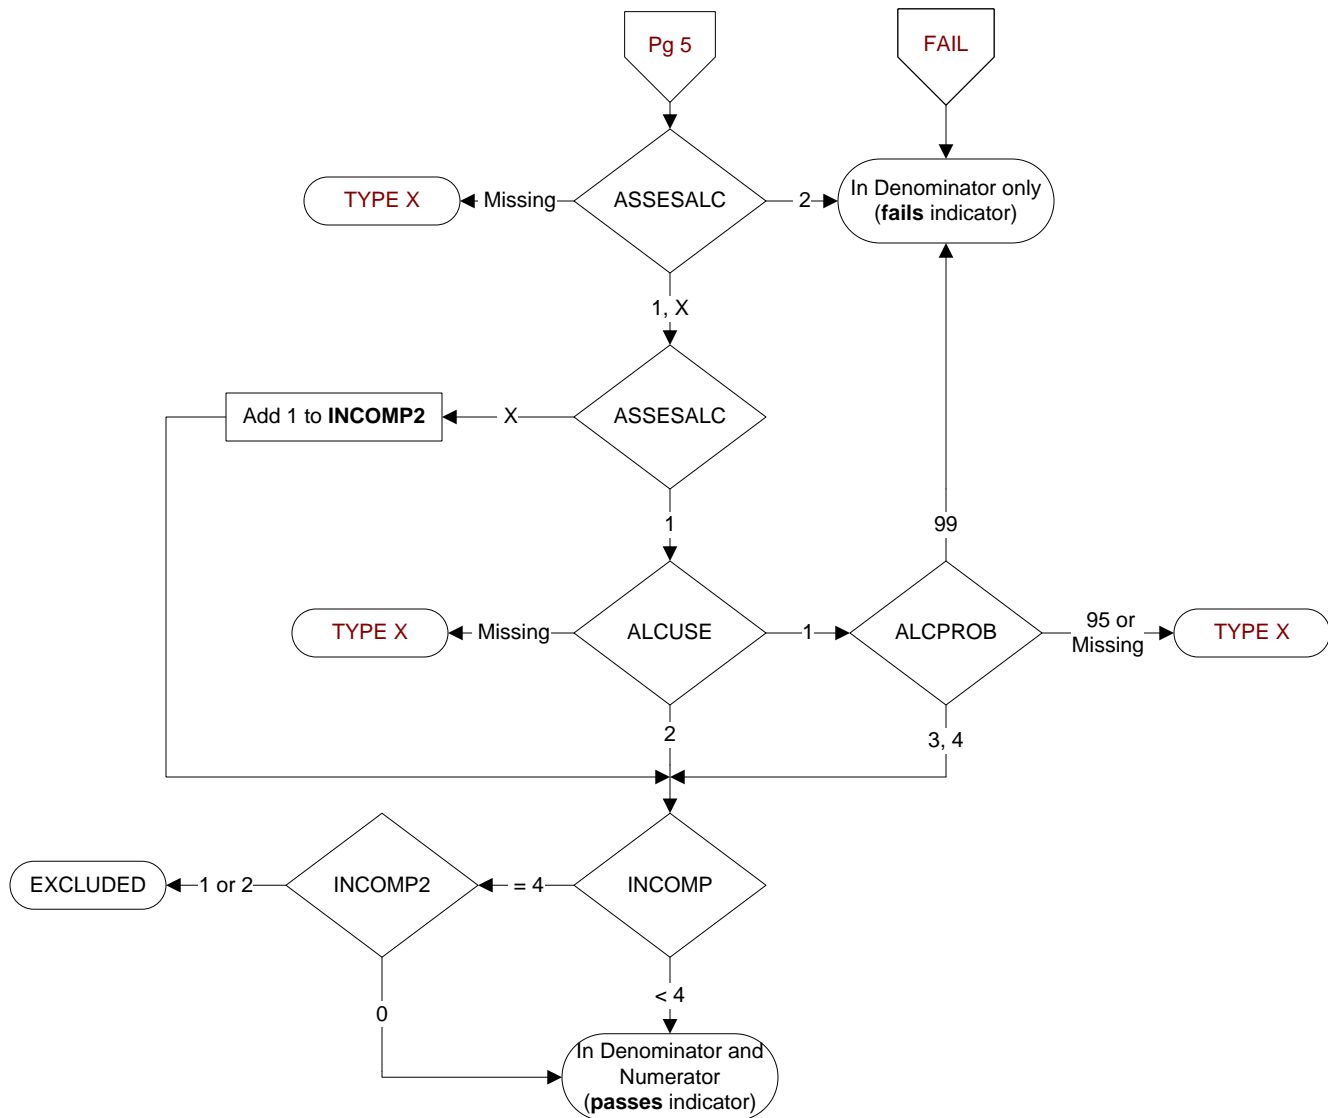 Pg 5
FAIL
TYPE X
Missing
ASSESALC
2
In Denominator only
(fails indicator)
1, X
Add 1 to INCOMP2
X
ASSESALC
1
99
TYPE X
Missing
ALCUSE
1
ALCPROB
95 or
Missing
TYPE X
2
3, 4
EXCLUDED
1 or 2
INCOMP2
= 4
INCOMP
0
< 4
In Denominator and
Numerator
(passes indicator)